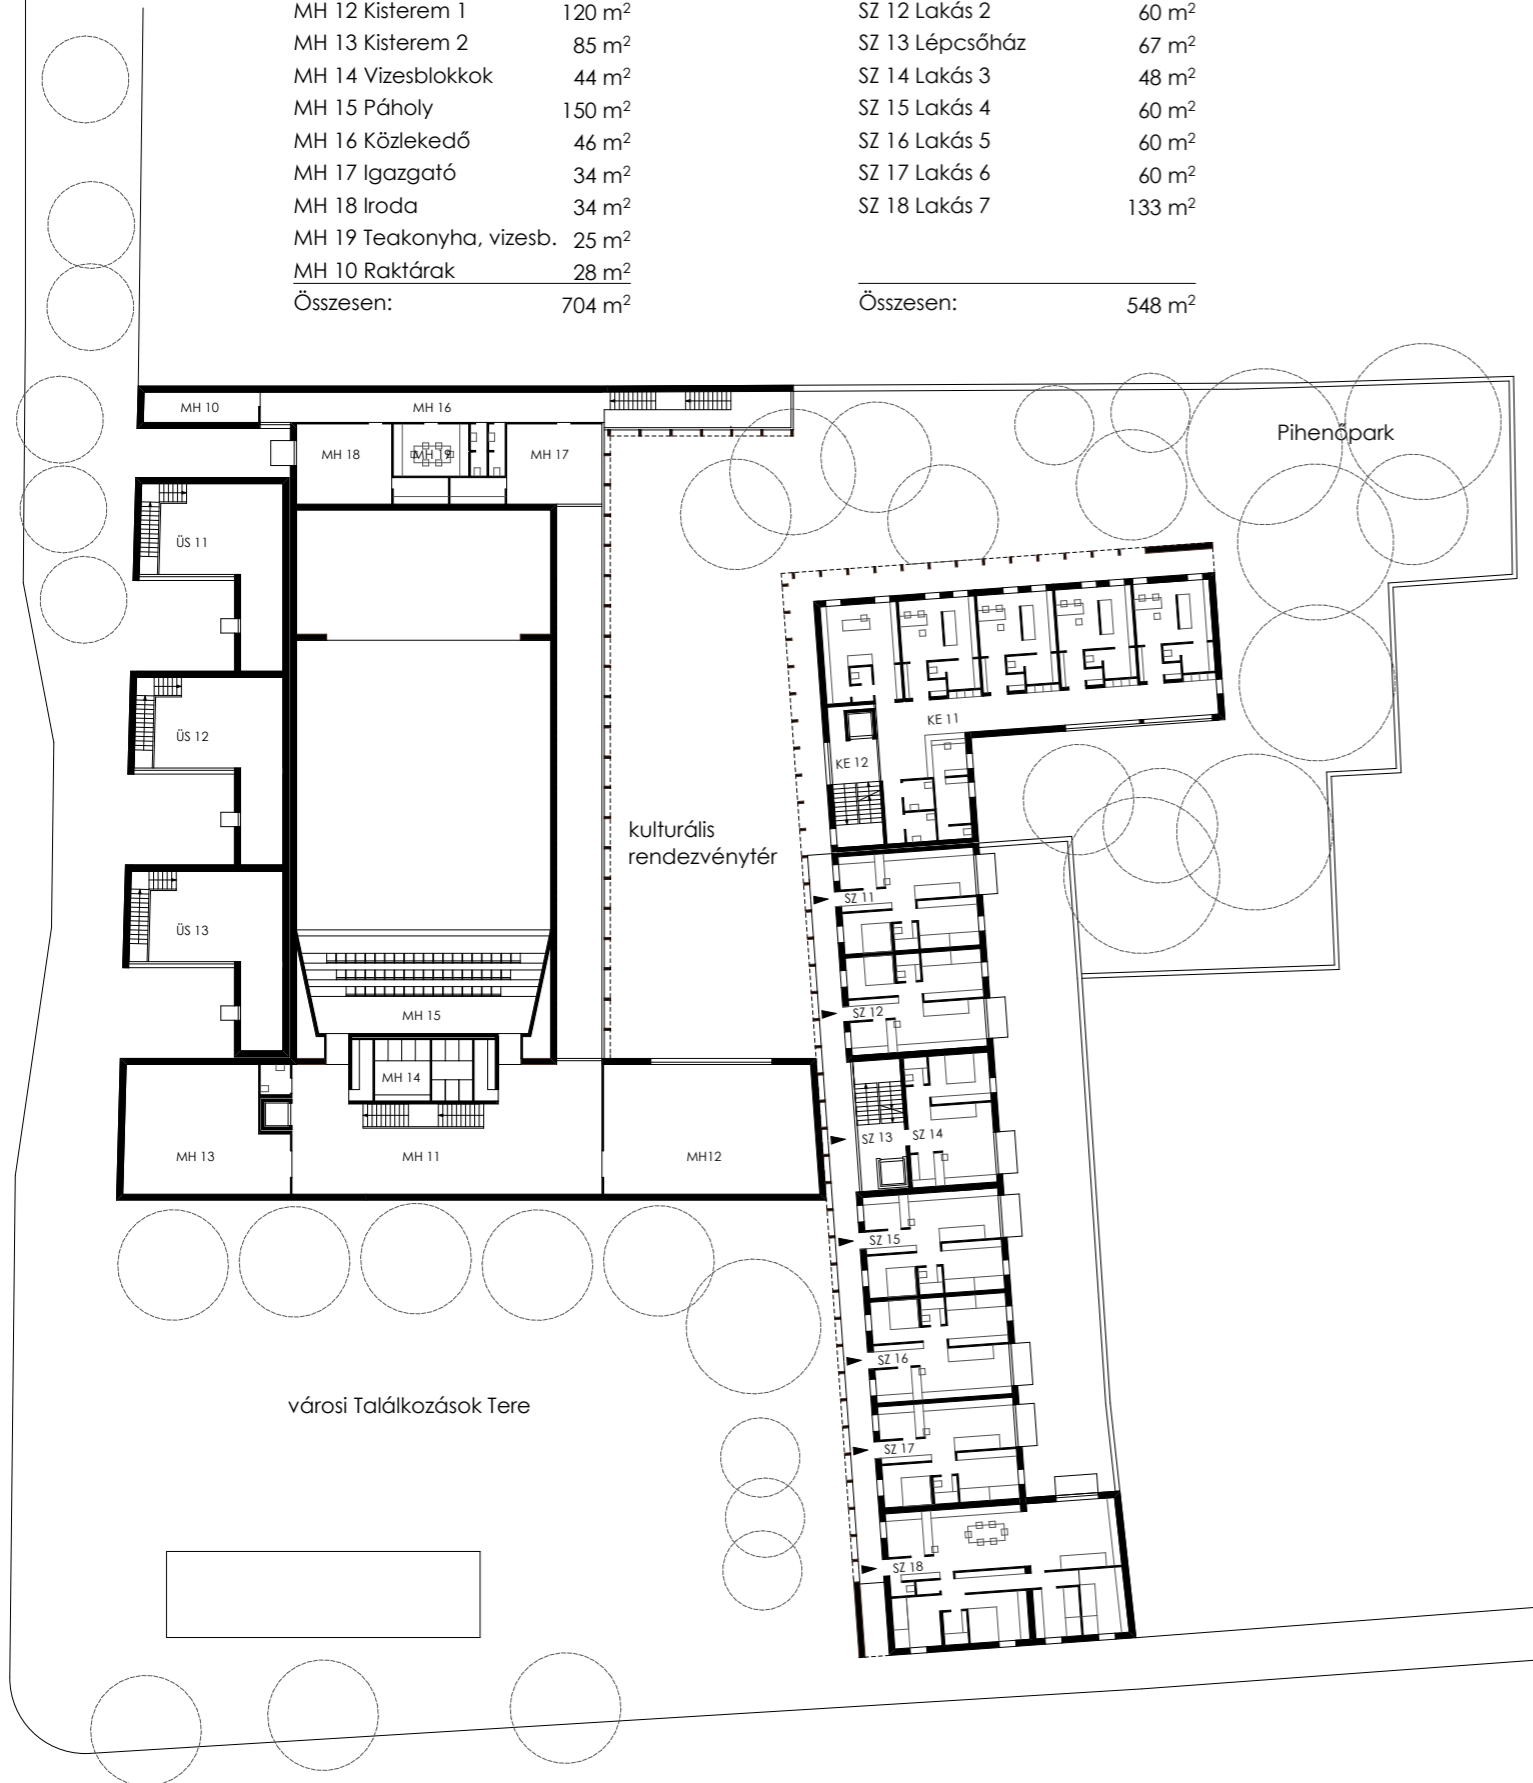 MH 12 Kisterem 1 120 m²
MH 13 Kisterem 2 85 m²
MH 14 Vizesblokkok 44 m²
MH 15 Páholy 150 m²
MH 16 Közlekedő 46 m²
MH 17 Igazgató 34 m²
MH 18 Iroda 34 m²
MH 19 Teakonyha, vizesb. 25 m²
MH 10 Raktárak 28 m²
Összesen: 704 m²
SZ 12 Lakás 2 60 m²
SZ 13 Lépcsőház 67 m²
SZ 14 Lakás 3 48 m²
SZ 15 Lakás 4 60 m²
SZ 16 Lakás 5 60 m²
SZ 17 Lakás 6 60 m²
SZ 18 Lakás 7 133 m²
Összesen: 548 m²
MH 10
MH 16
Pihenőpark
MH 18
MH 19
MH 17
ÜS 11
KE 11
ÜS 12
KE 12
kulturális
rendezvénytér
SZ 11
ÜS 13
MH 15
SZ 12
MH 14
SZ 13
SZ 14
MH 13
MH 11
MH12
SZ 15
SZ 16
városi Találkozások Tere
SZ 17
SZ 18